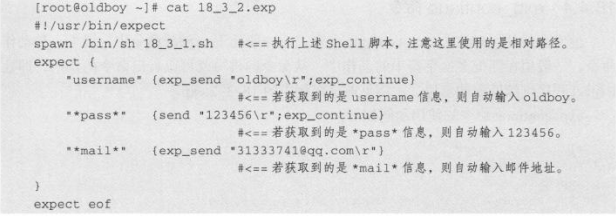 [root@oldboy ~]# cat 18_3_2.exp
#!/usr/bin/expect
spawn /bin/sh 18_3_1.sh   #<== 执行上述 Shell 脚本，注意这里使用的是相对路径。
expect {
    "username" {exp_send "oldboy\r";exp_continue}
                         #<== 若获取到的是 username 信息，则自动输入 oldboy。
    "*pass*"   {send "123456\r";exp_continue}
                         #<== 若获取到的是 *pass* 信息，则自动输入 123456。
    "*mail*"   {exp_send "31333741@qq.com\r"}
                         #<== 若获取到的是 *mail* 信息，则自动输入邮件地址。
}
expect eof